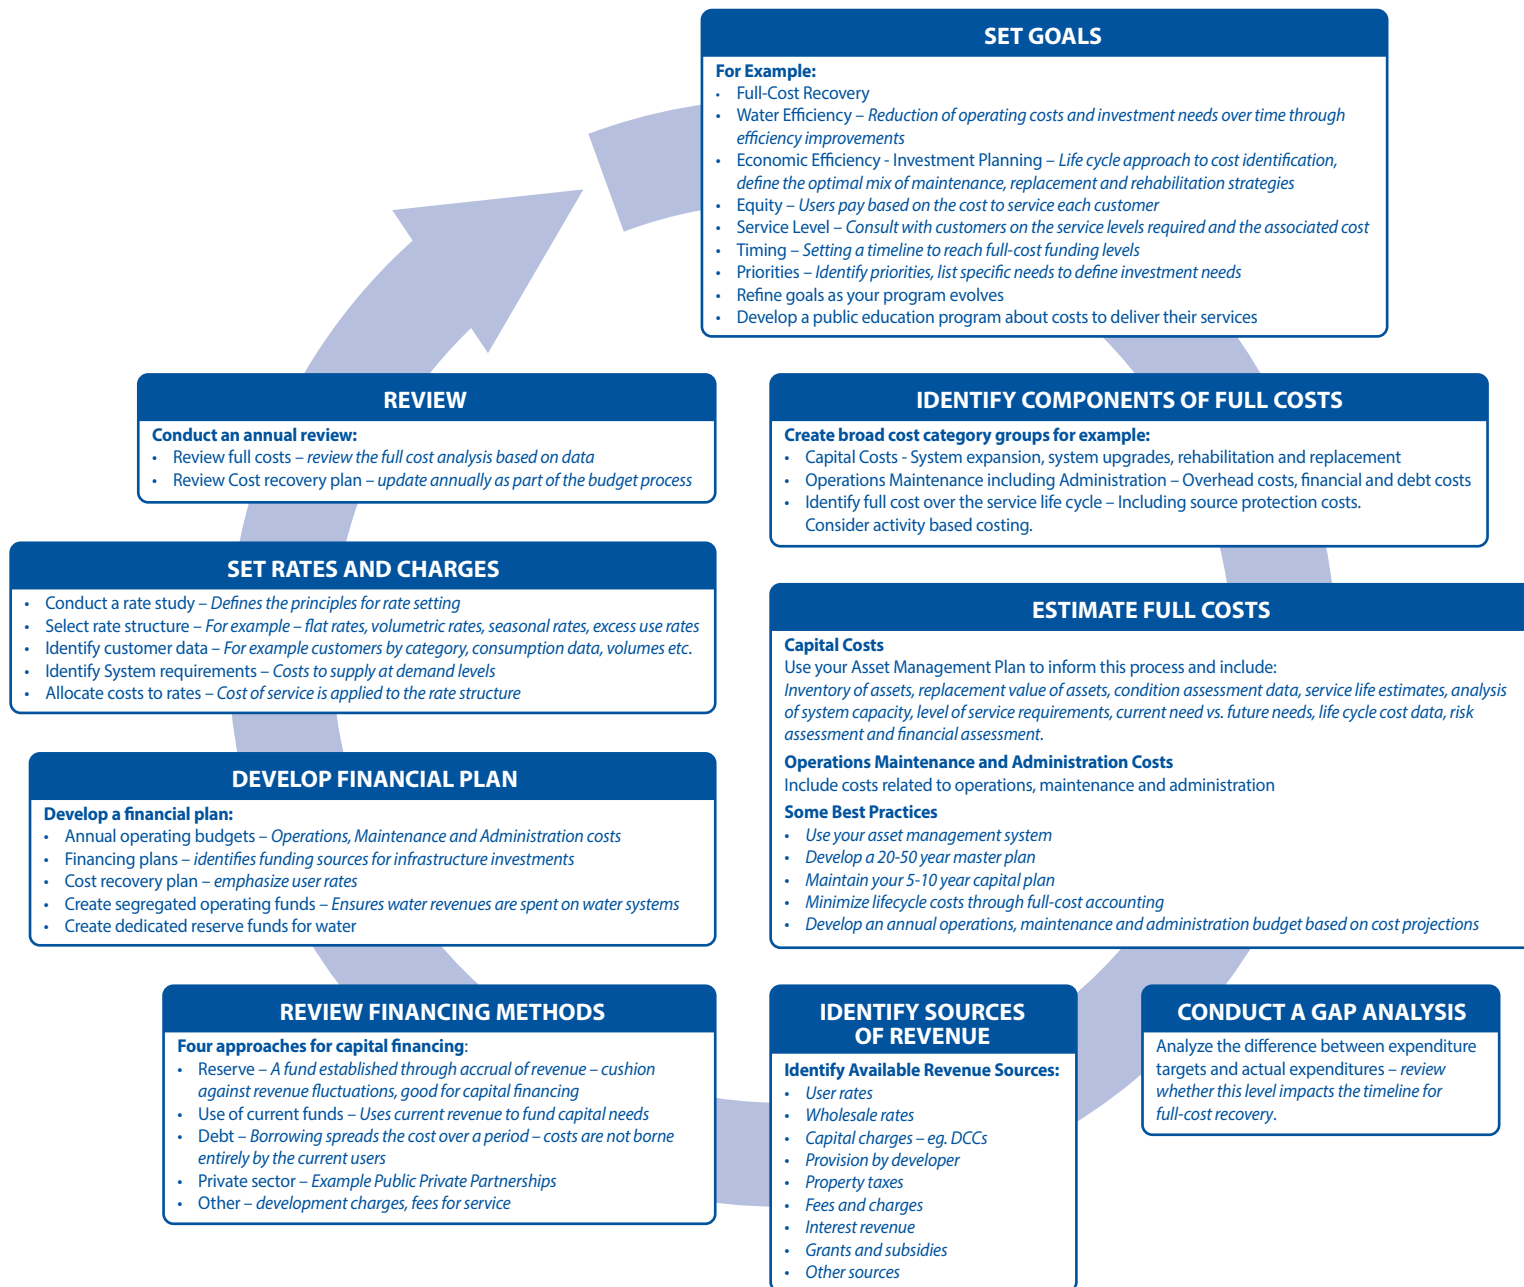 SET GOALS
For Example:
• Full-Cost Recovery
• Water Efficiency – Reduction of operating costs and investment needs over time through
efficiency improvements
• Economic Efficiency - Investment Planning – Life cycle approach to cost identification,
define the optimal mix of maintenance, replacement and rehabilitation strategies
• Equity – Users pay based on the cost to service each customer
• Service Level – Consult with customers on the service levels required and the associated cost
• Timing – Setting a timeline to reach full-cost funding levels
• Priorities – Identify priorities, list specific needs to define investment needs
• Refine goals as your program evolves
• Develop a public education program about costs to deliver their services
IDENTIFY COMPONENTS OF FULL COSTS
Create broad cost category groups for example:
• Capital Costs - System expansion, system upgrades, rehabilitation and replacement
• Operations Maintenance including Administration – Overhead costs, financial and debt costs
• Identify full cost over the service life cycle – Including source protection costs.
Consider activity based costing.
ESTIMATE FULL COSTS
Capital Costs
Use your Asset Management Plan to inform this process and include:
Inventory of assets, replacement value of assets, condition assessment data, service life estimates, analysis
of system capacity, level of service requirements, current need vs. future needs, life cycle cost data, risk
assessment and financial assessment.
Operations Maintenance and Administration Costs
Include costs related to operations, maintenance and administration
Some Best Practices
• Use your asset management system
• Develop a 20-50 year master plan
• Maintain your 5-10 year capital plan
• Minimize lifecycle costs through full-cost accounting
• Develop an annual operations, maintenance and administration budget based on cost projections
CONDUCT A GAP ANALYSIS
Analyze the difference between expenditure
targets and actual expenditures – review
whether this level impacts the timeline for
full-cost recovery.
IDENTIFY SOURCES
OF REVENUE
Identify Available Revenue Sources:
• User rates
• Wholesale rates
• Capital charges – eg. DCCs
• Provision by developer
• Property taxes
• Fees and charges
• Interest revenue
• Grants and subsidies
• Other sources
REVIEW FINANCING METHODS
Four approaches for capital financing:
• Reserve – A fund established through accrual of revenue – cushion
against revenue fluctuations, good for capital financing
• Use of current funds – Uses current revenue to fund capital needs
• Debt – Borrowing spreads the cost over a period – costs are not borne
entirely by the current users
• Private sector – Example Public Private Partnerships
• Other – development charges, fees for service
DEVELOP FINANCIAL PLAN
Develop a financial plan:
• Annual operating budgets – Operations, Maintenance and Administration costs
• Financing plans – identifies funding sources for infrastructure investments
• Cost recovery plan – emphasize user rates
• Create segregated operating funds – Ensures water revenues are spent on water systems
• Create dedicated reserve funds for water
SET RATES AND CHARGES
• Conduct a rate study – Defines the principles for rate setting
• Select rate structure – For example – flat rates, volumetric rates, seasonal rates, excess use rates
• Identify customer data – For example customers by category, consumption data, volumes etc.
• Identify System requirements – Costs to supply at demand levels
• Allocate costs to rates – Cost of service is applied to the rate structure
REVIEW
Conduct an annual review:
• Review full costs – review the full cost analysis based on data
• Review Cost recovery plan – update annually as part of the budget process